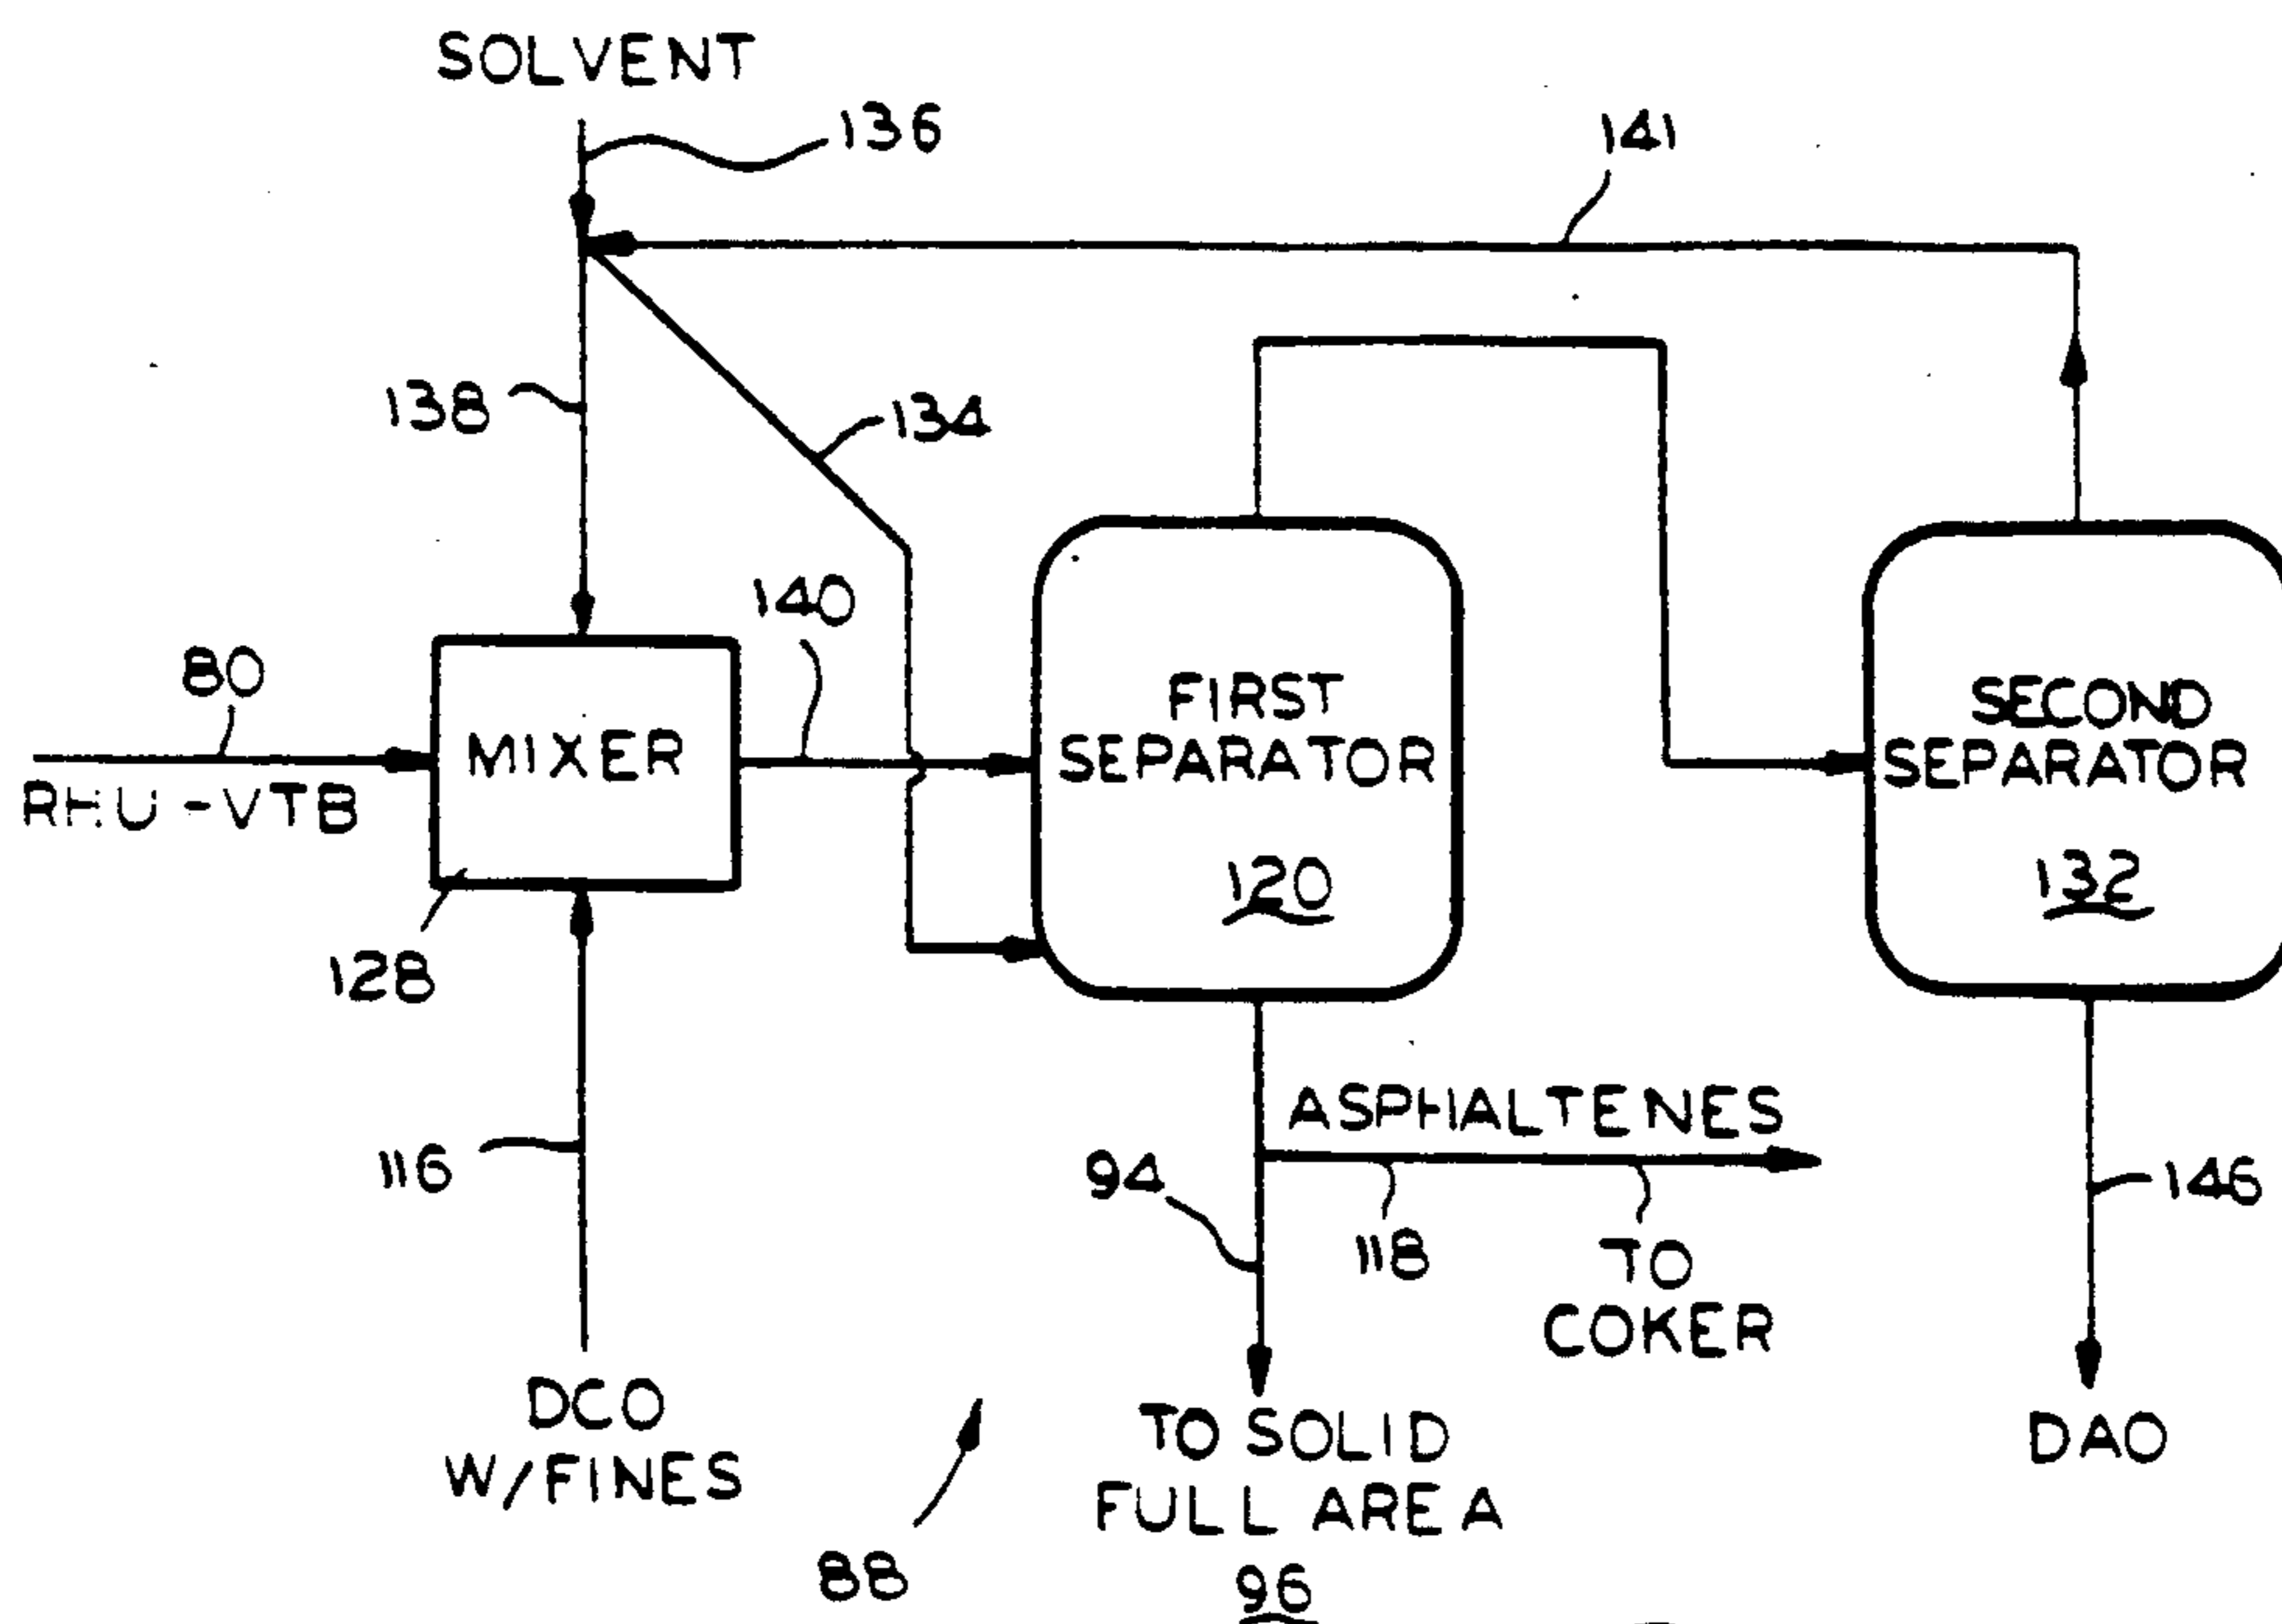 SOLVENT
136
141
138
134
140
80
RHU-VTB
MIXER
FIRST
SEPARATOR
120
SECOND
SEPARATOR
132
128
116
ASPHALTENES
94
118
TO
COKER
146
DCO
W/FINES
88
TO SOLID
FULL AREA
96
DAO